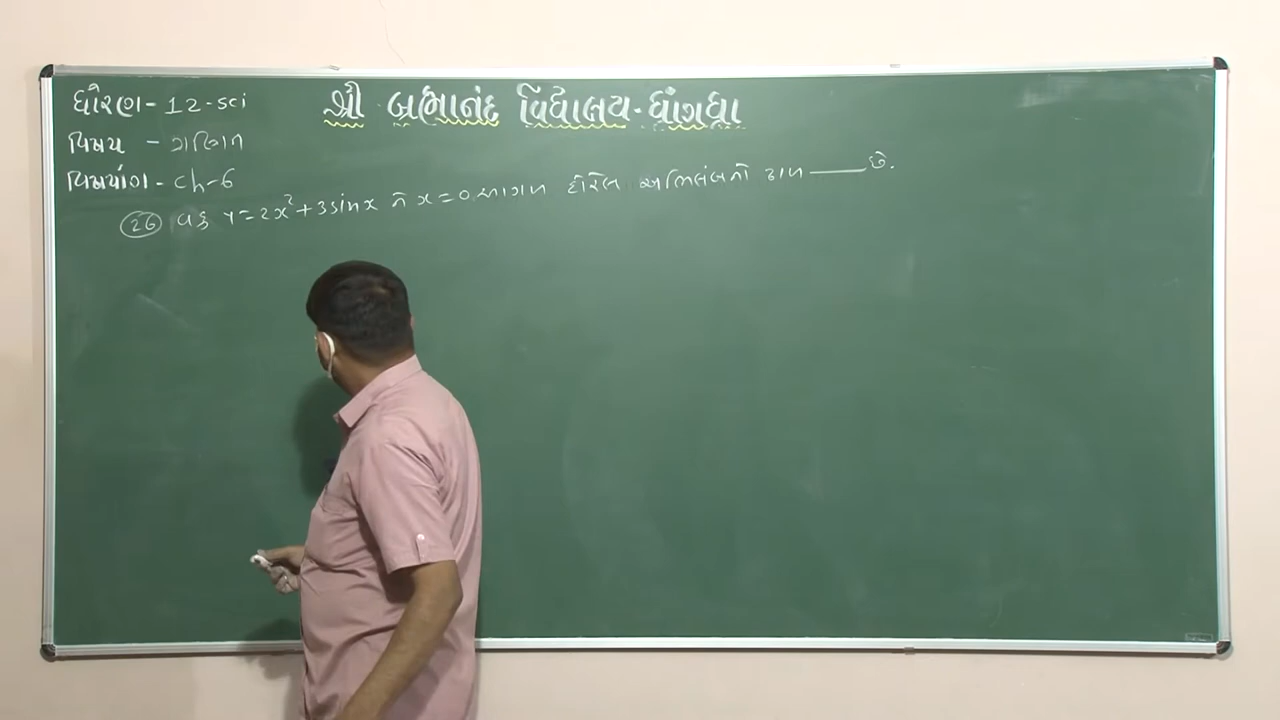 ધોરણ - 12-sci
શ્રી બ્રહ્માનંદ વિદ્યાલય - ધ્રાંગધ્રા
વિષય - ગણિત
વિષયાંગ - ch-6
(26) વક્ર y = 2x² + 3sinx ને x = 0 આગળ દોરેલ અભિલંબનો ઢાળ ____ છે.